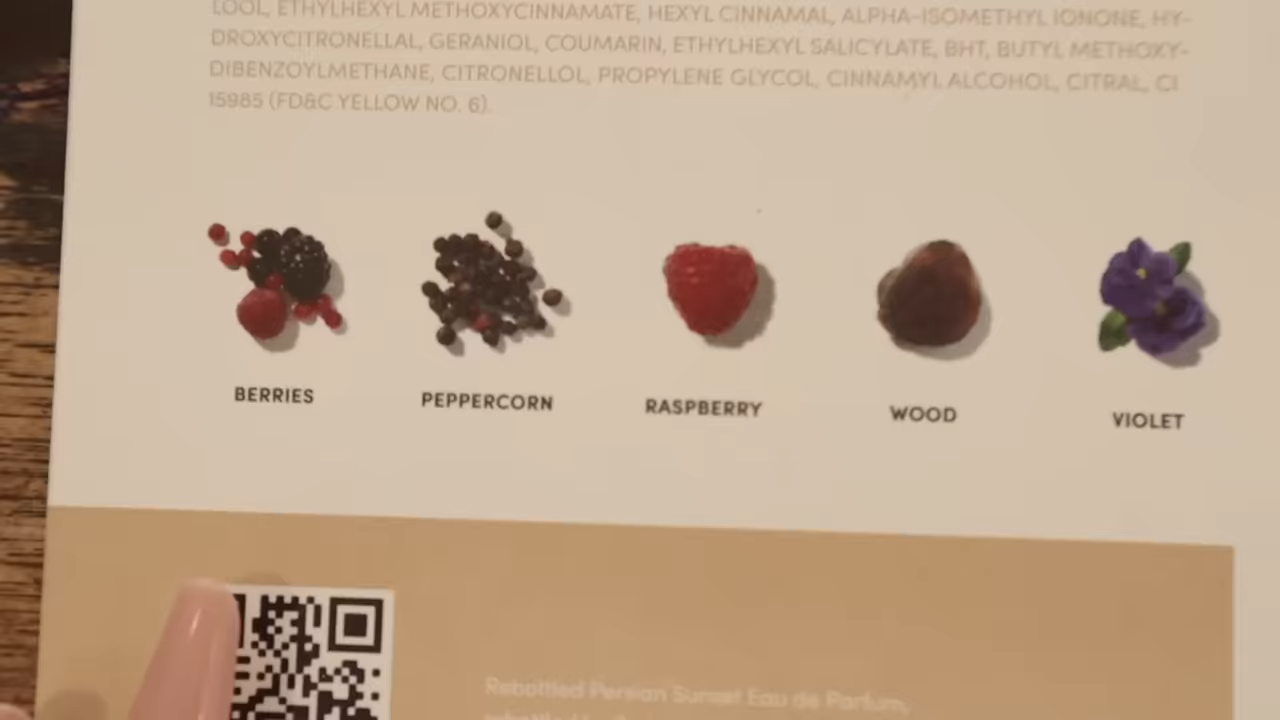 LOOL, ETHYLHEXYL METHOXYCINNAMATE, HEXYL CINNAMAL, ALPHA-ISOMETHYL IONONE, HY-
DROXYCITRONELLAL, GERANIOL, COUMARIN, ETHYLHEXYL SALICYLATE, BHT, BUTYL METHOXY-
DIBENZOYLMETHANE, CITRONELLOL, PROPYLENE GLYCOL, CINNAMYL ALCOHOL, CITRAL, CI
15985 (FD&C YELLOW NO. 6).
BERRIES PEPPERCORN RASPBERRY WOOD VIOLET
Rebottled Persian Sunset Eau de Parfum,